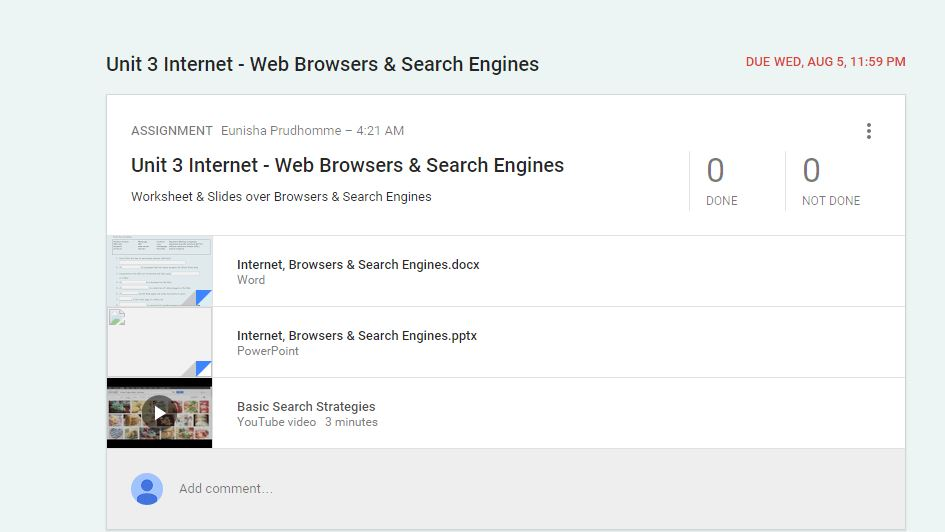 Unit 3 Internet - Web Browsers & Search Engines
DUE WED, AUG 5, 11:59 PM
ASSIGNMENT Eunisha Prudhomme – 4:21 AM
Unit 3 Internet - Web Browsers & Search Engines
Worksheet & Slides over Browsers & Search Engines
0
DONE
0
NOT DONE
Internet, Browsers & Search Engines.docx
Word
Internet, Browsers & Search Engines.pptx
PowerPoint
Basic Search Strategies
YouTube video 3 minutes
Add comment...